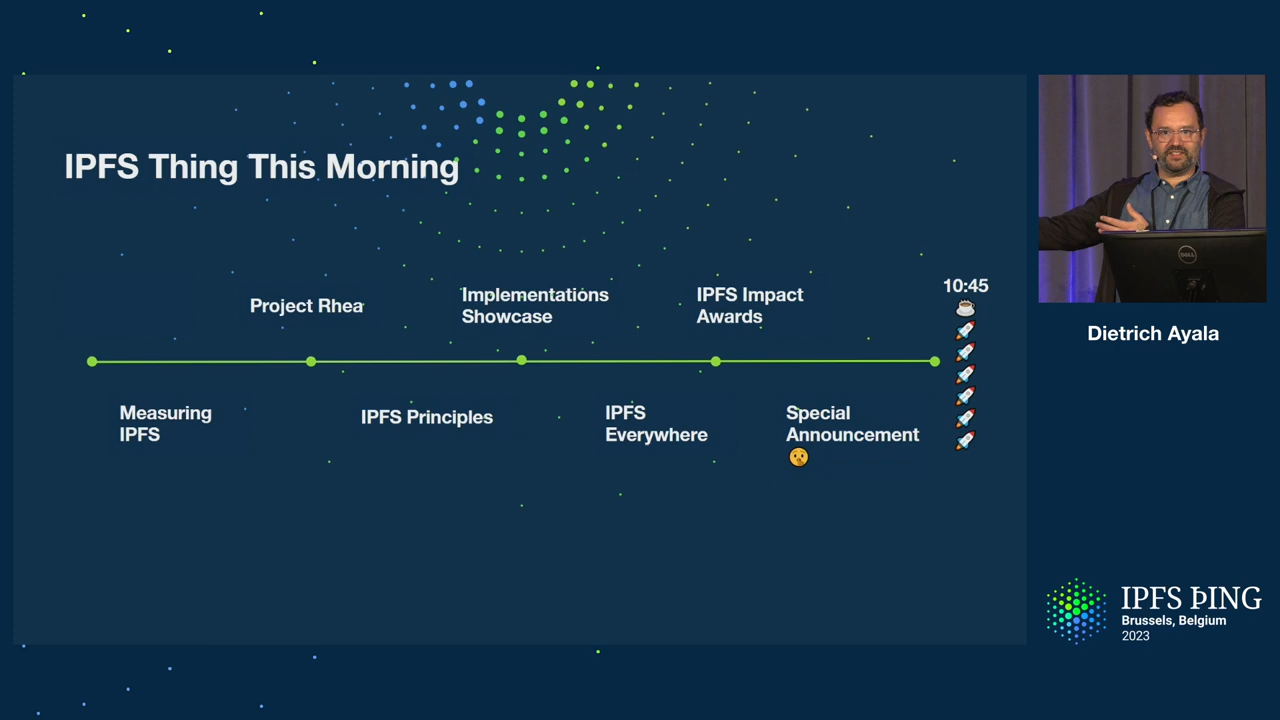 IPFS Thing This Morning
Project Rhea
Implementations
Showcase
IPFS Impact
Awards
10:45
Measuring
IPFS
IPFS Principles
IPFS
Everywhere
Special
Announcement
DELL
Dietrich Ayala
IPFS ÞING
Brussels, Belgium
2023